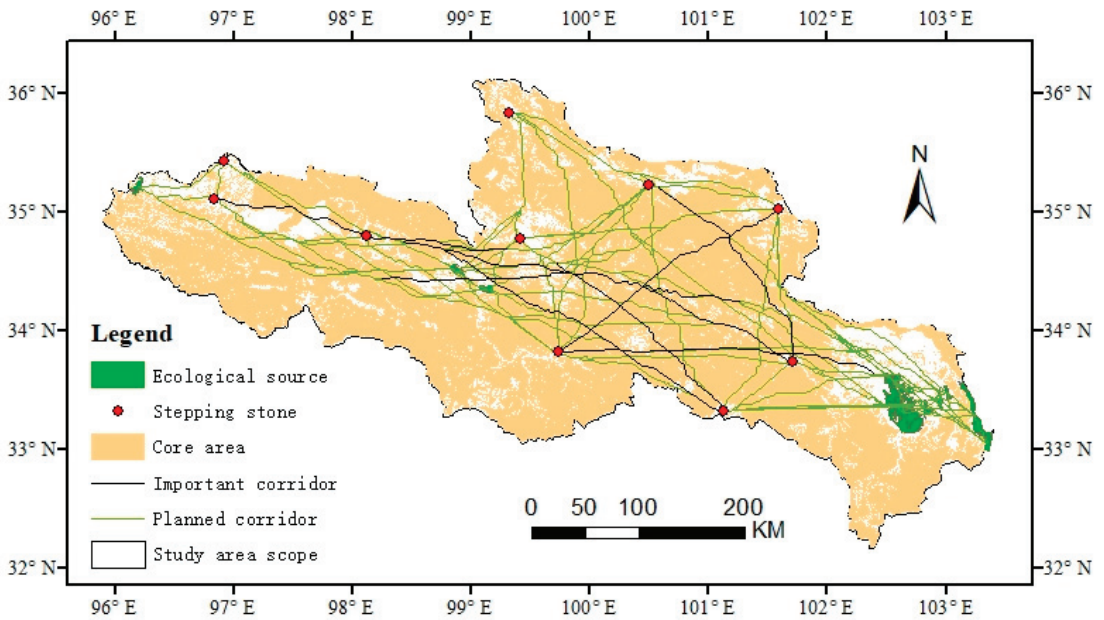 96° E 97° E 98° E 99° E 100° E 101° E 102° E 103° E
36° N 36° N
N
35° N 35° N
34° N 34° N
Legend
Ecological source
Stepping stone
Core area
33° N 33° N
Important corridor
Planned corridor
Study area scope
0 50 100 200
KM
32° N 32° N
96° E 97° E 98° E 99° E 100° E 101° E 102° E 103° E